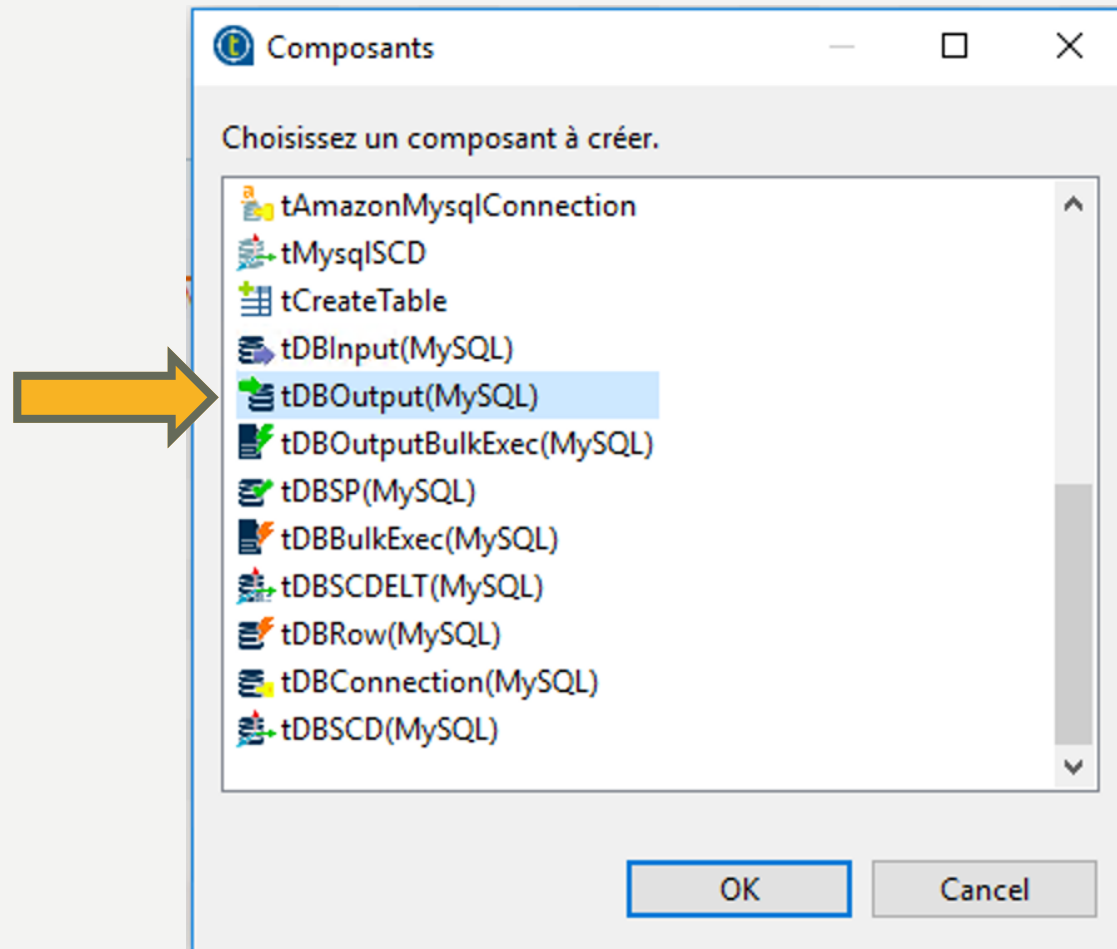 Composants
Choisissez un composant à créer.
tAmazonMysqlConnection
tMysqlSCD
tCreateTable
tDBInput(MySQL)
tDBOutput(MySQL)
tDBOutputBulkExec(MySQL)
tDBSP(MySQL)
tDBBulkExec(MySQL)
tDBSCDELT(MySQL)
tDBRow(MySQL)
tDBConnection(MySQL)
tDBSCD(MySQL)
OK
Cancel